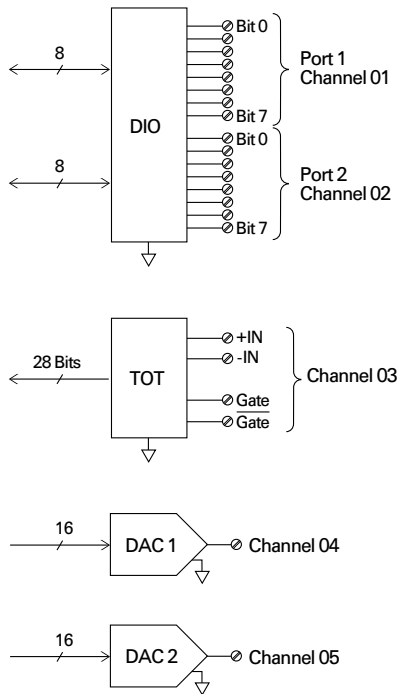 8
DIO
Bit 0
Bit 7
Port 1
Channel 01
8
Bit 0
Bit 7
Port 2
Channel 02
28 Bits
TOT
+IN
-IN
Gate
Gate
Channel 03
16
DAC 1
Channel 04
16
DAC 2
Channel 05